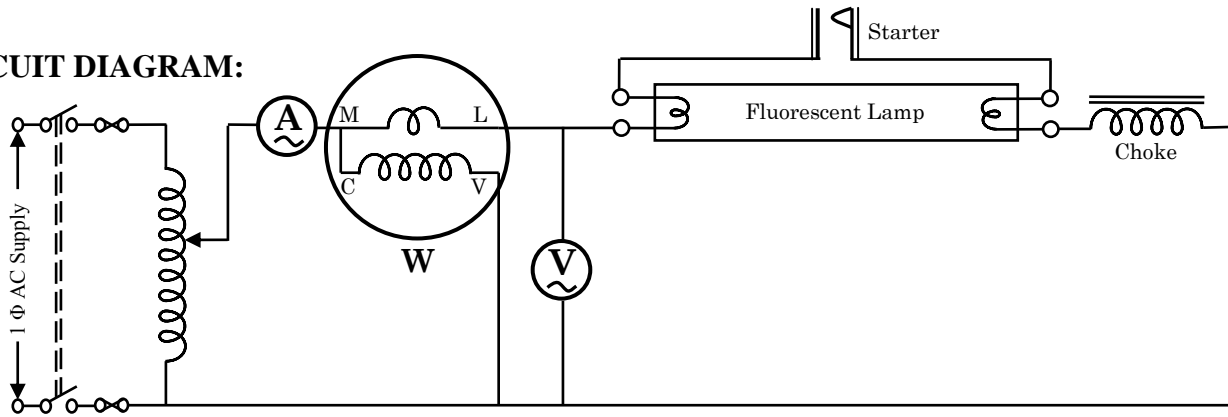 CUIT DIAGRAM:
Starter
Fluorescent Lamp
Choke
A
M
L
C
V
W
V
1 Φ AC Supply